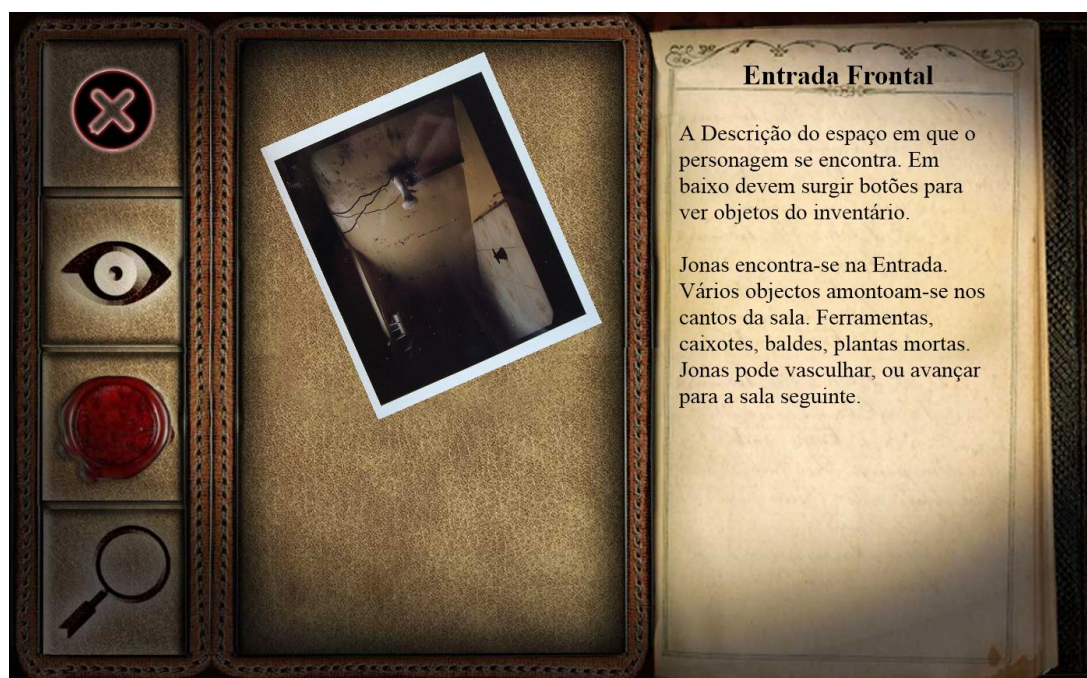 Entrada Frontal
A Descrição do espaço em que o
personagem se encontra. Em
baixo devem surgir botões para
ver objetos do inventário.
Jonas encontra-se na Entrada.
Vários objectos amontoam-se nos
cantos da sala. Ferramentas,
caixotes, baldes, plantas mortas.
Jonas pode vasculhar, ou avançar
para a sala seguinte.